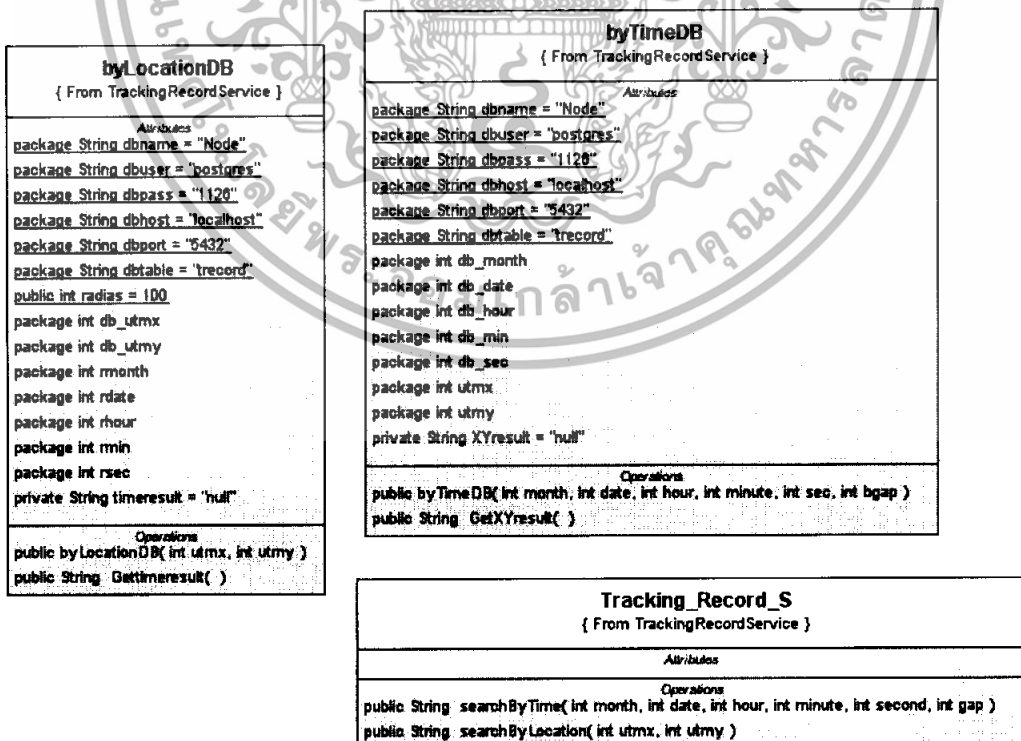 byLocationDB
{ From TrackingRecordService }
Attributes
package String dbname = "Node"
package String dbuser = "postgres"
package String dbpass = "1126"
package String dbhost = "localhost"
package String dbport = "5432"
package String dbtable = "trecord"
public int radias = 100
package int db_utmx
package int db_utmy
package int rmonth
package int rdate
package int rhour
package int rmin
package int rsec
private String timeresult = "null"
Operations
public byLocationDB( int utmx, int utmy )
public String Gettimeresult( )
byTimeDB
{ From TrackingRecordService }
Attributes
package String dbname = "Node"
package String dbuser = "postgres"
package String dbpass = "1126"
package String dbhost = "localhost"
package String dbport = "5432"
package String dbtable = "trecord"
package int db_month
package int db_date
package int db_hour
package int db_min
package int db_sec
package int utmx
package int utmy
private String XYresult = "null"
Operations
public byTimeDB( int month, int date, int hour, int minute, int sec, int bgap )
public String GetXYresult( )
Tracking_Record_S
{ From TrackingRecordService }
Attributes
Operations
public String searchByTime( int month, int date, int hour, int minute, int second, int gap )
public String searchByLocation( int utmx, int utmy )